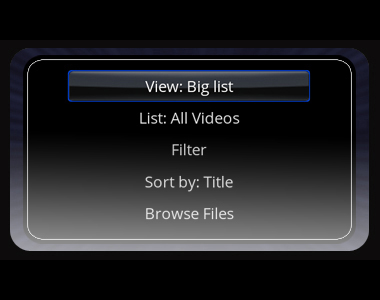 View: Big list
List: All Videos
Filter
Sort by: Title
Browse Files